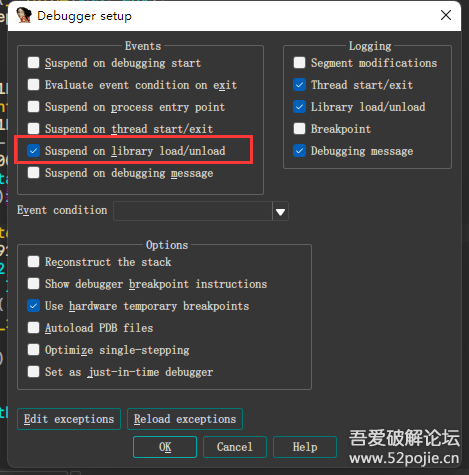 Debugger setup
Events
Suspend on debugging start
Evaluate event condition on exit
Suspend on process entry point
Suspend on thread start/exit
Suspend on library load/unload
Suspend on debugging message
Logging
Segment modifications
Thread start/exit
Library load/unload
Breakpoint
Debugging message
Event condition
Options
Reconstruct the stack
Show debugger breakpoint instructions
Use hardware temporary breakpoints
Autoload PDB files
Optimize single-stepping
Set as just-in-time debugger
Edit exceptions
Reload exceptions
OK
Cancel
Help
吾爱破解论坛
www.52pojie.cn